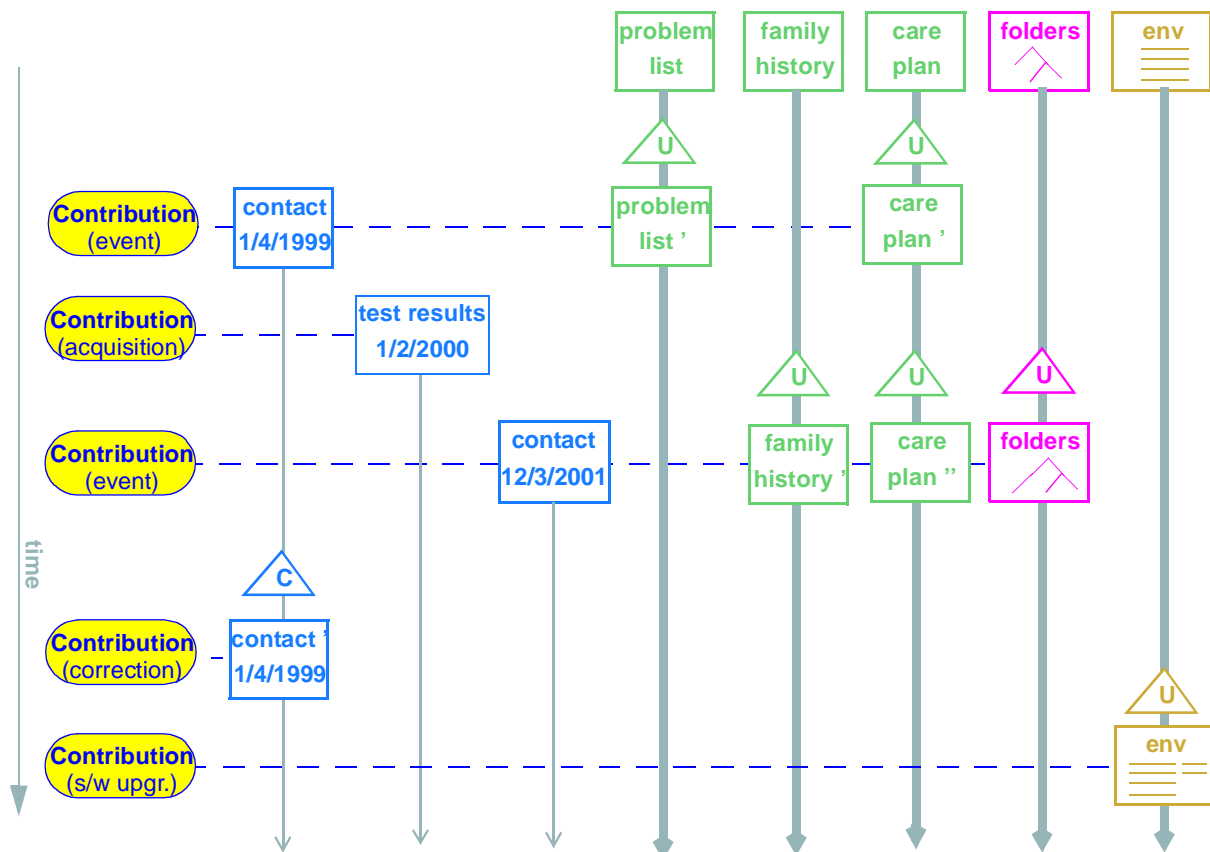 problem
list
family
history
care
plan
folders
env
U
U
Contribution
(event)
contact
1/4/1999
problem
list ’
care
plan ’
Contribution
(acquisition)
test results
1/2/2000
U
U
U
Contribution
(event)
contact
12/3/2001
family
history ’
care
plan ’’
folders
time
C
Contribution
(correction)
contact ’
1/4/1999
U
Contribution
(s/w upgr.)
env